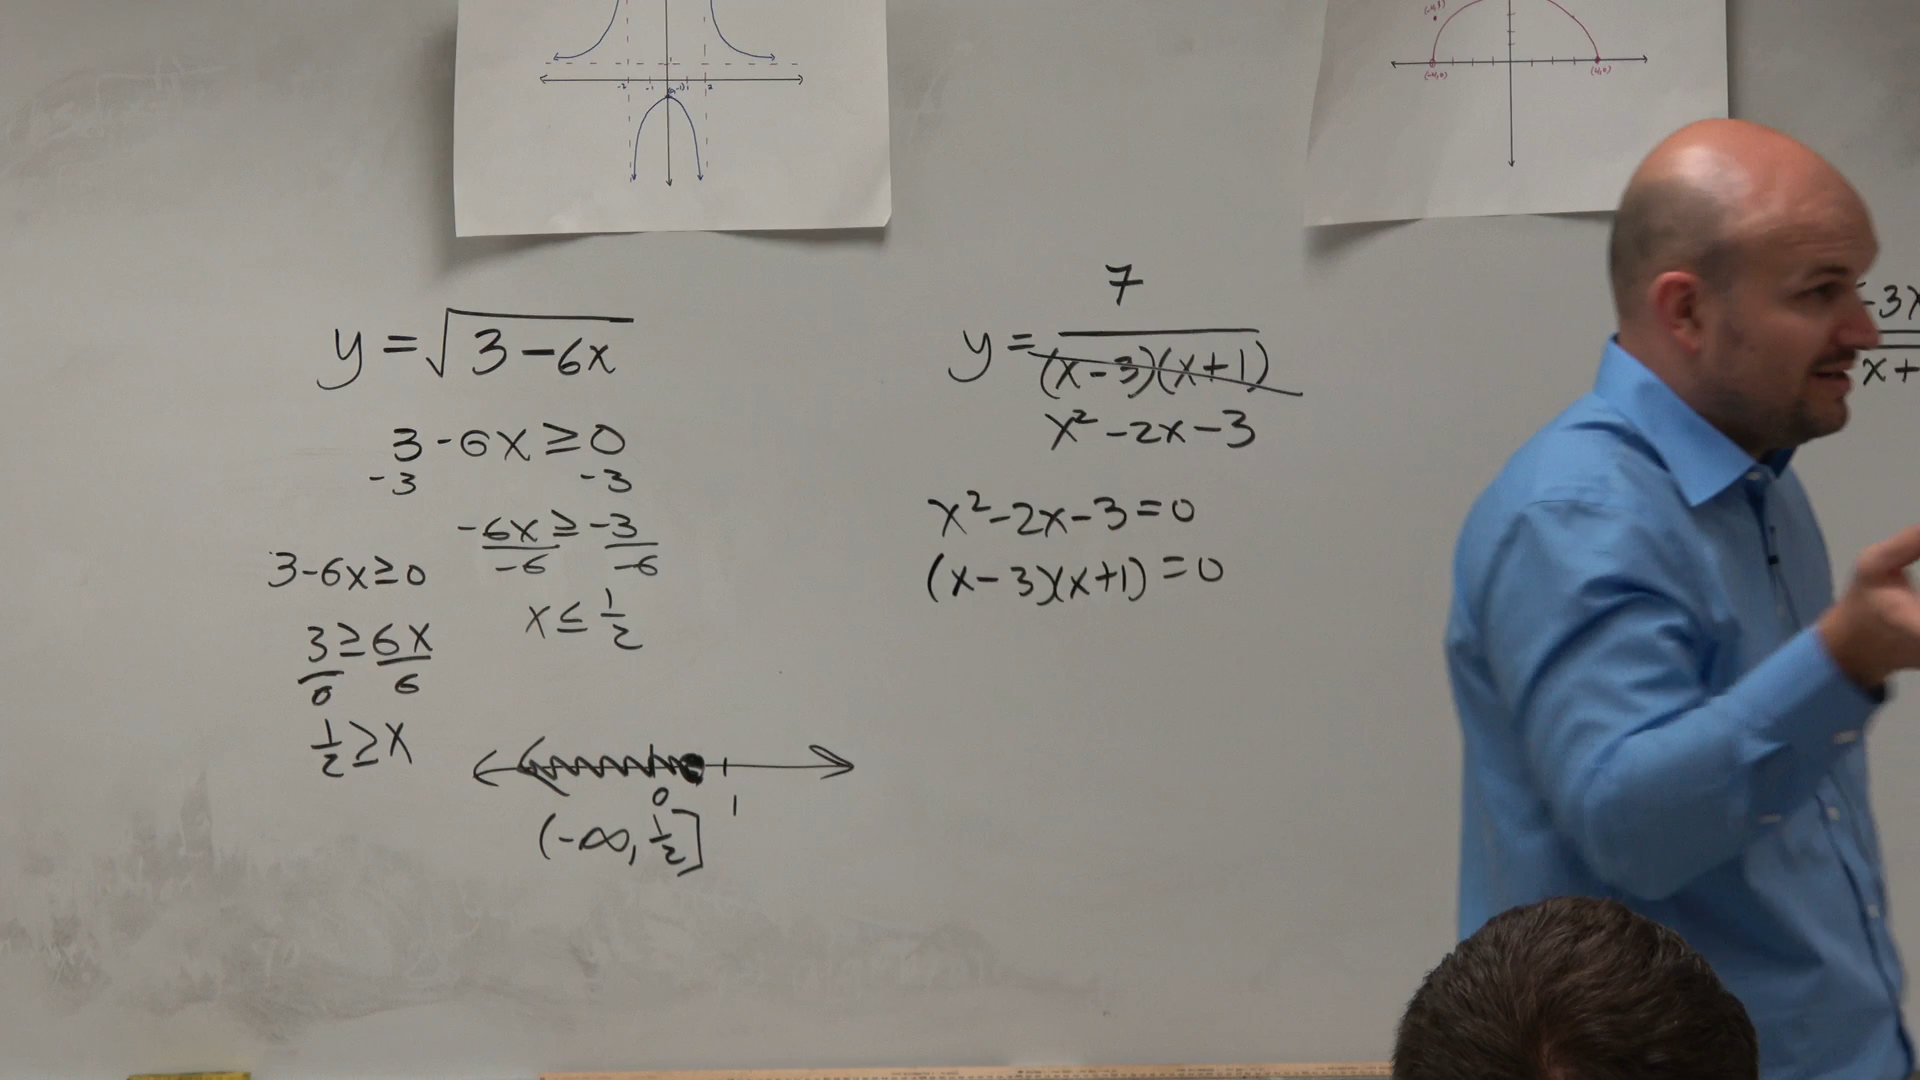 y = √(3-6x)
3-6x ≥ 0
-3 -3
-6x ≥ -3
-6 -6
x ≤ 1/2
3-6x ≥ 0
3 ≥ 6x
6 6
1/2 ≥ x
0 1
(-∞, 1/2]
7
y = (x-3)(x+1)
x²-2x-3
x²-2x-3=0
(x-3)(x+1)=0
-3x
x+